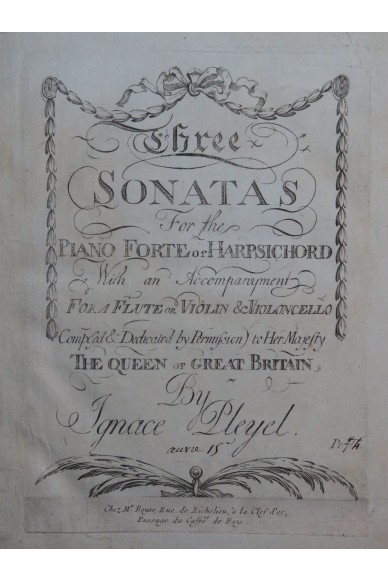 Three
SONATAS
For the
PIANO FORTE or HARPSICHORD
With an Accompanyment
FOR A FLUTE OR VIOLIN & VIOLONCELLO
Compos'd & Dedicated by Permission) to Her Majesty
THE QUEEN OF GREAT BRITAIN,
By
Ignace Pleyel.
œuvre 15
Pr.
Chez Mr. Boyer, Rue de Richelieu, à la Clef d'or,
Passage du Caffé de Foy.